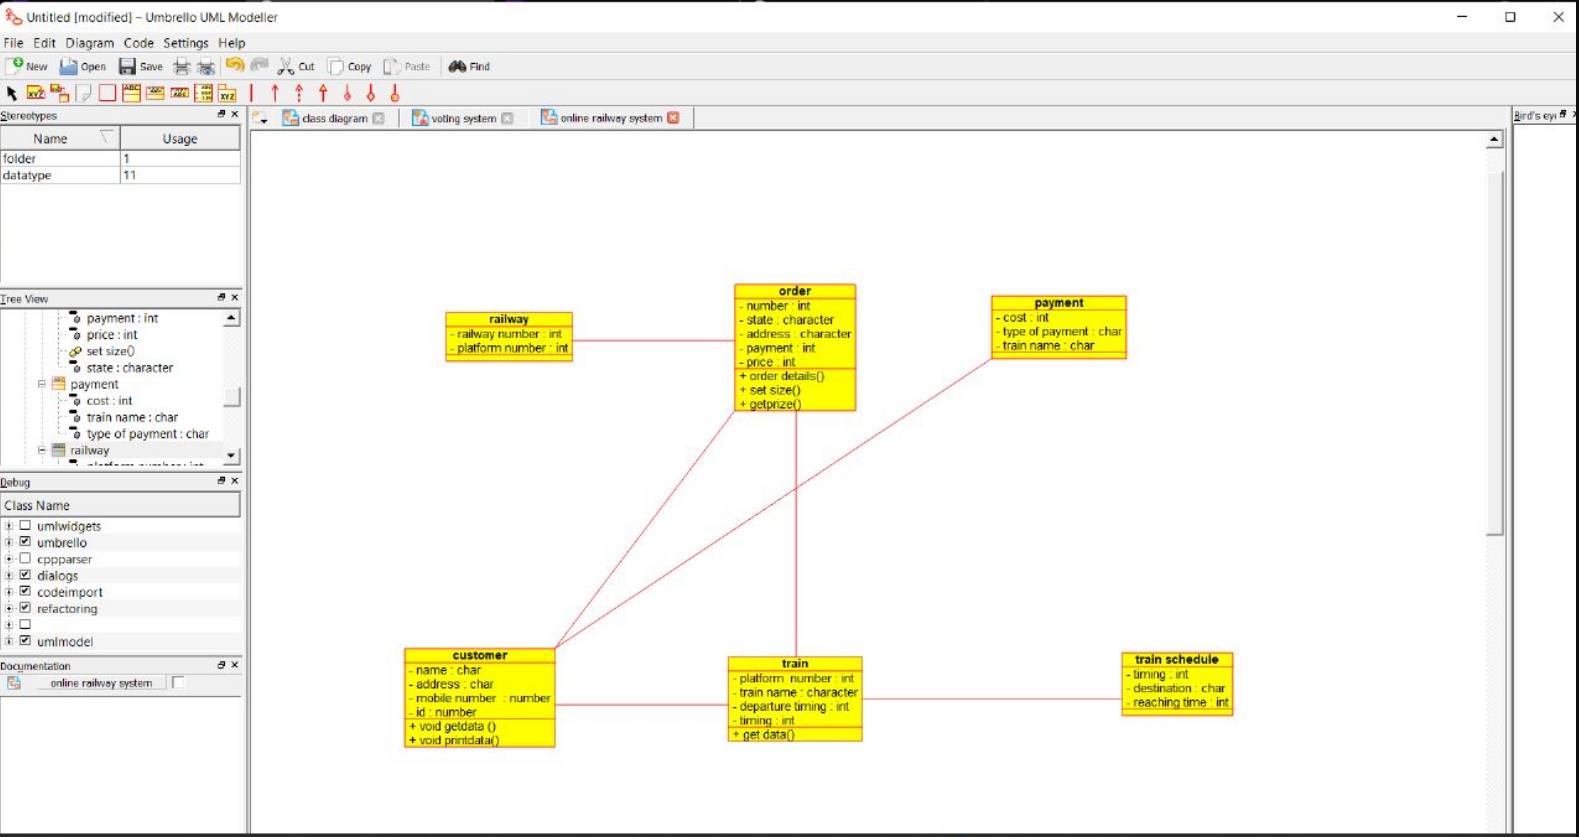 Untitled [modified] – Umbrello UML Modeller
File Edit Diagram Code Settings Help
New Open Save Cut Copy Paste Find
Stereotypes
class diagram voting system online railway system
Name Usage
folder 1
datatype 11
Tree View
payment : int
price : int
set size()
state : character
payment
cost : int
train name : char
type of payment : char
railway
Debug
Class Name
umlwidgets
umbrello
cppparser
dialogs
codeimport
refactoring
umlmodel
Documentation
online railway system
Bird's eye
railway
- railway number : int
- platform number : int
order
- number : int
- state : character
- address : character
- payment : int
- price : int
+ order details()
+ set size()
+ getprize()
payment
- cost : int
- type of payment : char
- train name : char
customer
- name : char
- address : char
- mobile number : number
- id : number
+ void getdata ()
+ void printdata()
train
- platform number : int
- train name : character
- departure timing : int
- timing : int
+ get data()
train schedule
- timing : int
- destination : char
- reaching time : int